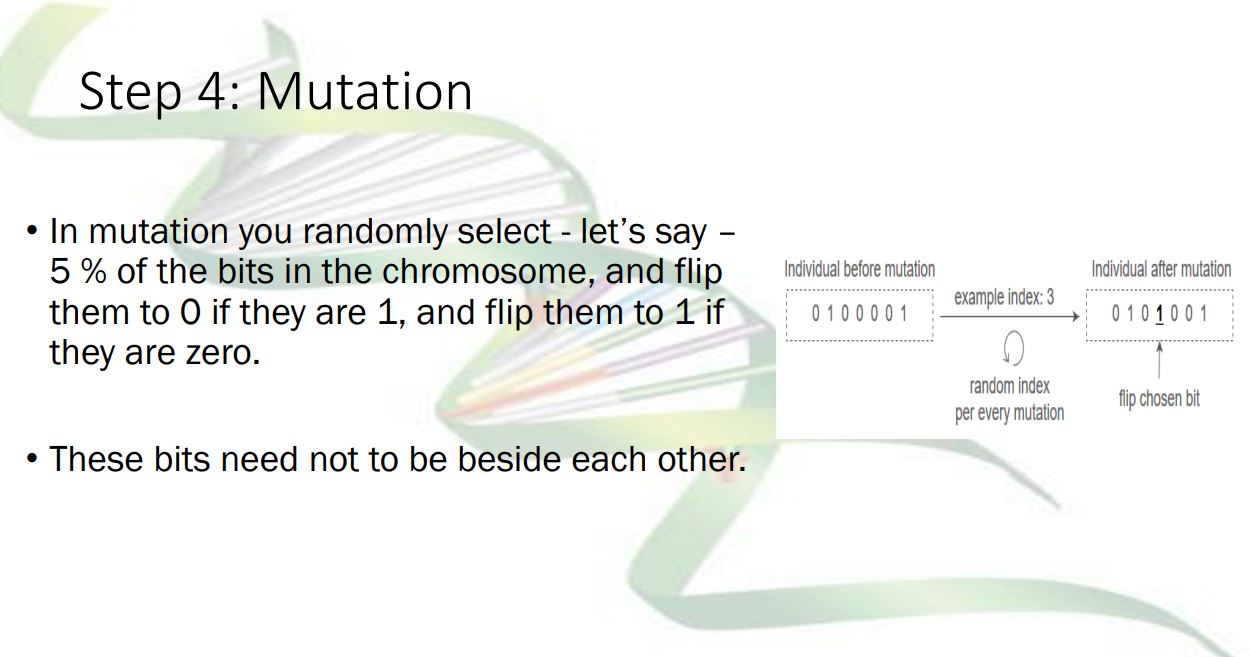 Step 4: Mutation
• In mutation you randomly select - let’s say –
5 % of the bits in the chromosome, and flip
them to 0 if they are 1, and flip them to 1 if
they are zero.
• These bits need not to be beside each other.
Individual before mutation
0 1 0 0 0 0 1
example index: 3
random index
per every mutation
Individual after mutation
0 1 0 1 0 0 1
flip chosen bit